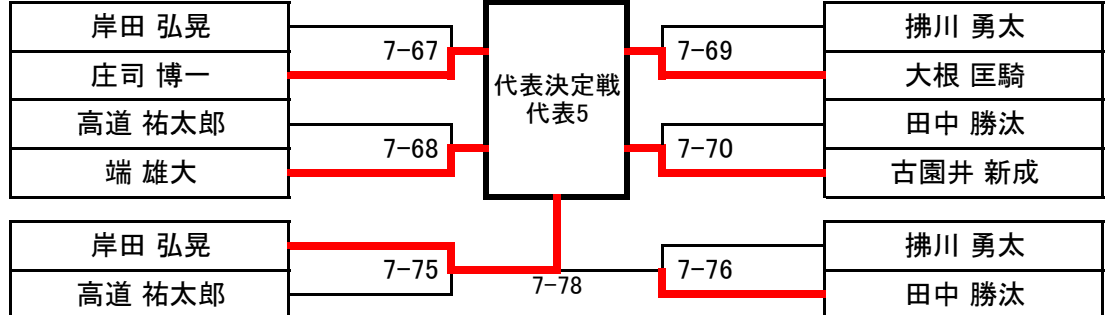 岸田 弘晃
庄司 博一
高道 祐太郎
端 雄大
7-67
7-68
代表決定戦
代表5
7-69
7-70
拂川 勇太
大根 匡騎
田中 勝汰
古園井 新成
岸田 弘晃
高道 祐太郎
7-75
7-78
7-76
拂川 勇太
田中 勝汰